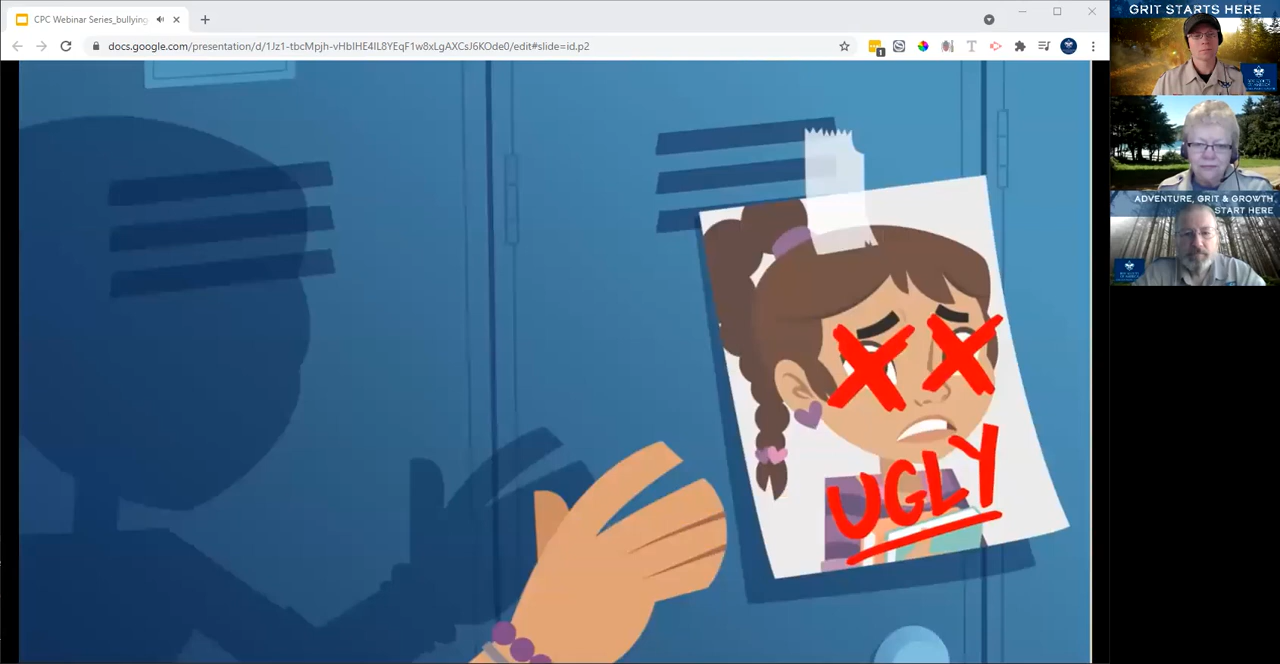 CPC Webinar Series_bullying
docs.google.com/presentation/d/1Jz1-tbcMpjh-vHbIHE4IL8YEqF1w8xLgAXCsJ6KOde0/edit#slide=id.p2
1
T
UGLY
GRIT STARTS HERE
ADVENTURE, GRIT & GROWTH
START HERE